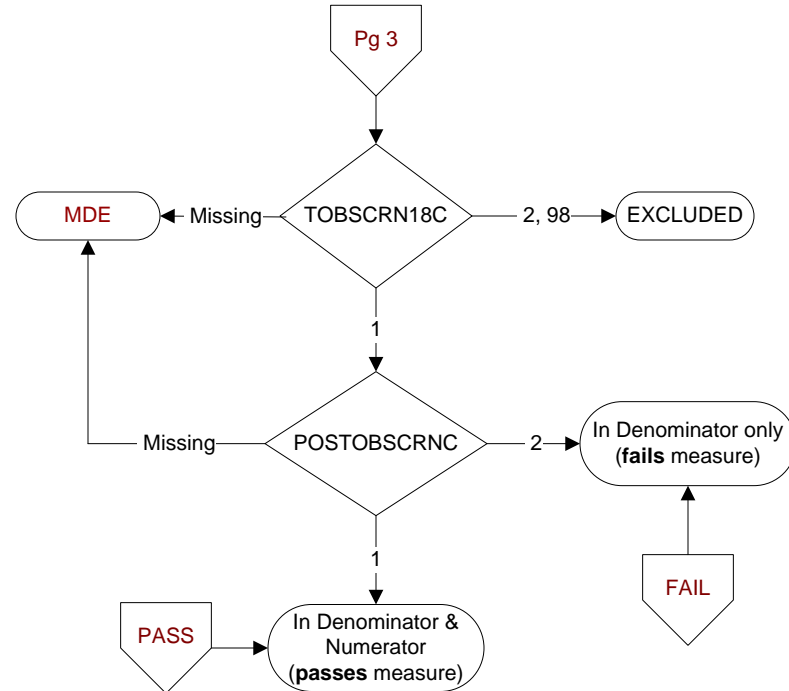 Pg 3
MDE
Missing
TOBSCRN18C
2, 98
EXCLUDED
1
Missing
POSTOBSCRNC
2
In Denominator only
(fails measure)
1
FAIL
PASS
In Denominator &
Numerator
(passes measure)